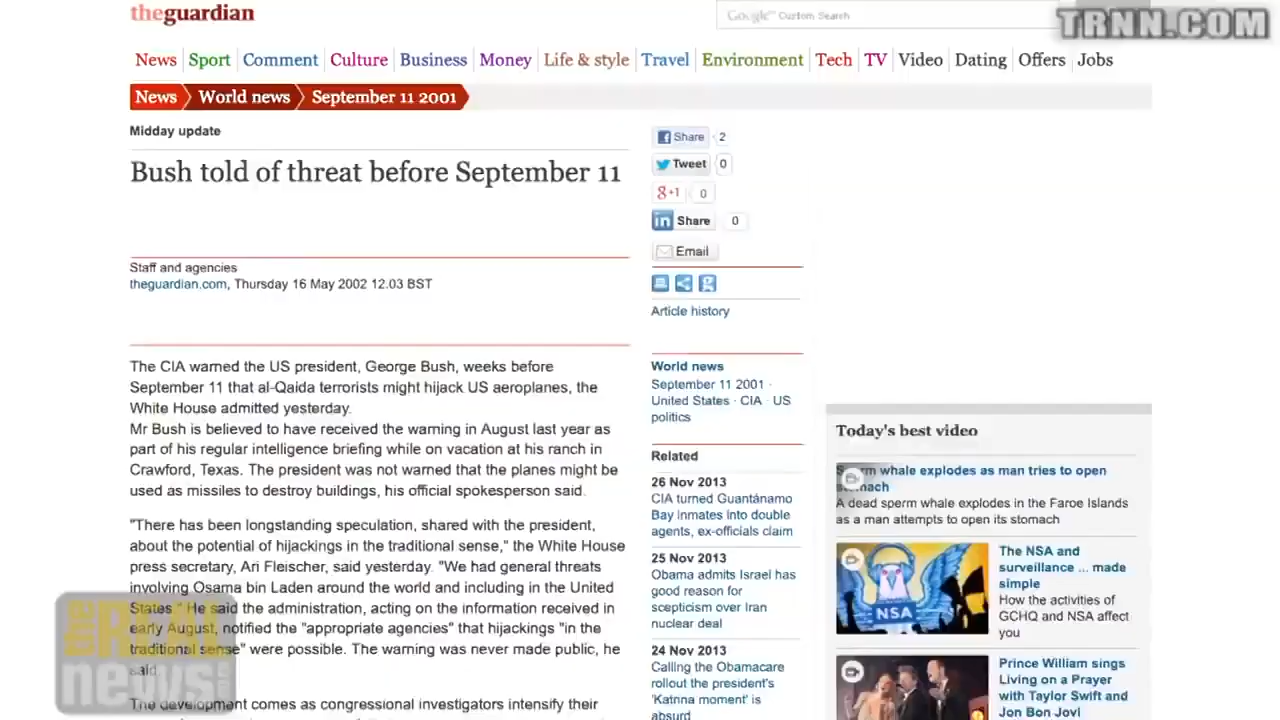 theguardian
Google Custom Search
TRNN.COM
News Sport Comment Culture Business Money Life & style Travel Environment Tech TV Video Dating Offers Jobs
News World news September 11 2001
Midday update
Bush told of threat before September 11
Staff and agencies
theguardian.com, Thursday 16 May 2002 12.03 BST
The CIA warned the US president, George Bush, weeks before
September 11 that al-Qaida terrorists might hijack US aeroplanes, the
White House admitted yesterday.
Mr Bush is believed to have received the warning in August last year as
part of his regular intelligence briefing while on vacation at his ranch in
Crawford, Texas. The president was not warned that the planes might be
used as missiles to destroy buildings, his official spokesperson said.
"There has been longstanding speculation, shared with the president,
about the potential of hijackings in the traditional sense," the White House
press secretary, Ari Fleischer, said yesterday. "We had general threats
involving Osama bin Laden around the world and including in the United
States." He said the administration, acting on the information received in
early August, notified the "appropriate agencies" that hijackings "in the
traditional sense" were possible. The warning was never made public, he
said.
The development comes as congressional investigators intensify their
Share 2
Tweet 0
g+1 0
in Share 0
Email
Article history
World news
September 11 2001 ·
United States · CIA · US
politics
Related
26 Nov 2013
CIA turned Guantánamo
Bay inmates into double
agents, ex-officials claim
25 Nov 2013
Obama admits Israel has
good reason for
scepticism over Iran
nuclear deal
24 Nov 2013
Calling the Obamacare
rollout the president's
'Katrina moment' is
absurd
Today's best video
Sperm whale explodes as man tries to open
stomach
A dead sperm whale explodes in the Faroe Islands
as a man attempts to open its stomach
NSA
The NSA and
surveillance ... made
simple
How the activities of
GCHQ and NSA affect
you
Prince William sings
Living on a Prayer
with Taylor Swift and
Jon Bon Jovi
the Real
news